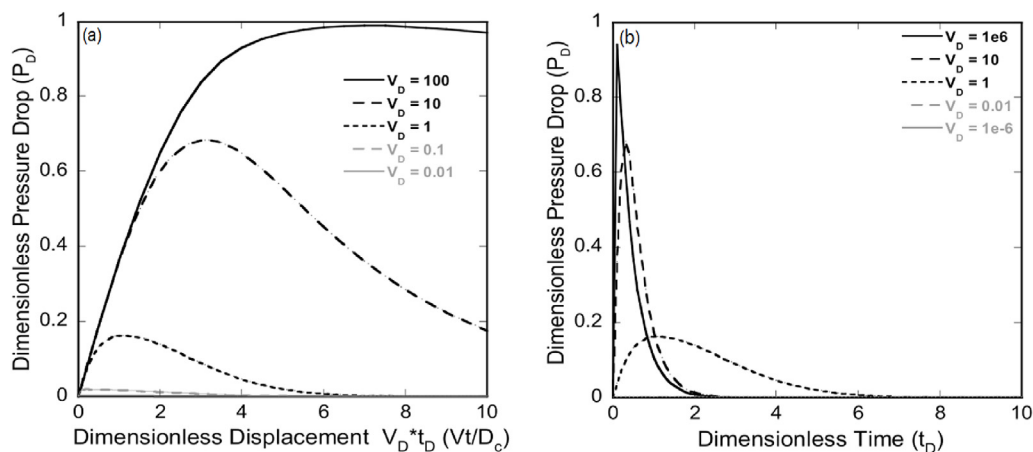 (a)
Dimensionless Pressure Drop (P_D)
1
0.8
0.6
0.4
0.2
0
V_D = 100
V_D = 10
V_D = 1
V_D = 0.1
V_D = 0.01
0 2 4 6 8 10
Dimensionless Displacement V_D*t_D (Vt/D_c)
(b)
Dimensionless Pressure Drop (P_D)
1
0.8
0.6
0.4
0.2
0
V_D = 1e6
V_D = 10
V_D = 1
V_D = 0.01
V_D = 1e-6
0 2 4 6 8 10
Dimensionless Time (t_D)